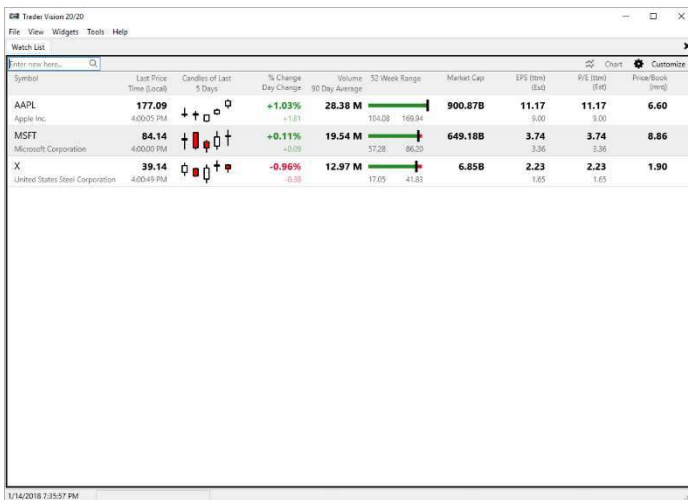 Trader Vision 20/20
File View Widgets Tools Help
Watch List
Enter new here... Chart Customize
Symbol Last Price Candles of Last % Change Volume 52 Week Range Market Cap EPS (ttm) P/E (ttm) Price/Book
Time (Local) 5 Days Day Change 90 Day Average (Est) (Est) (mrq)
AAPL 177.09 +1.03% 28.38 M 900.87B 11.17 11.17 6.60
Apple Inc. 4:00:05 PM +1.81 104.08 169.94 9.00 9.00
MSFT 84.14 +0.11% 19.54 M 649.18B 3.74 3.74 8.86
Microsoft Corporation 4:00:00 PM +0.09 57.28 86.20 3.36 3.36
X 39.14 -0.96% 12.97 M 6.85B 2.23 2.23 1.90
United States Steel Corporation 4:00:49 PM -0.38 17.05 41.83 1.65 1.65
1/14/2018 7:35:57 PM